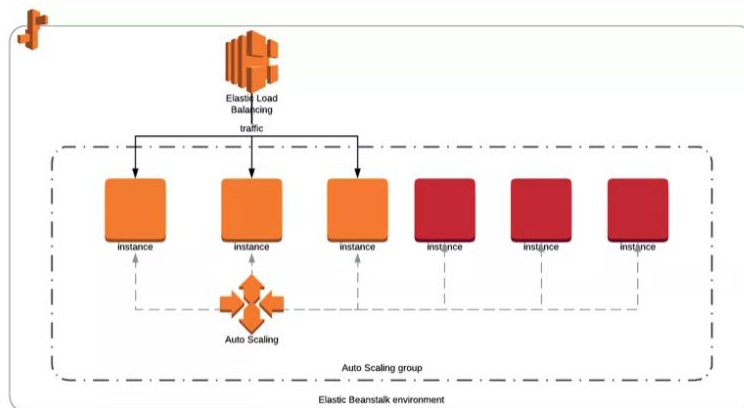 Elastic Load
Balancing
traffic
instance
instance
instance
instance
instance
instance
Auto Scaling
Auto Scaling group
Elastic Beanstalk environment